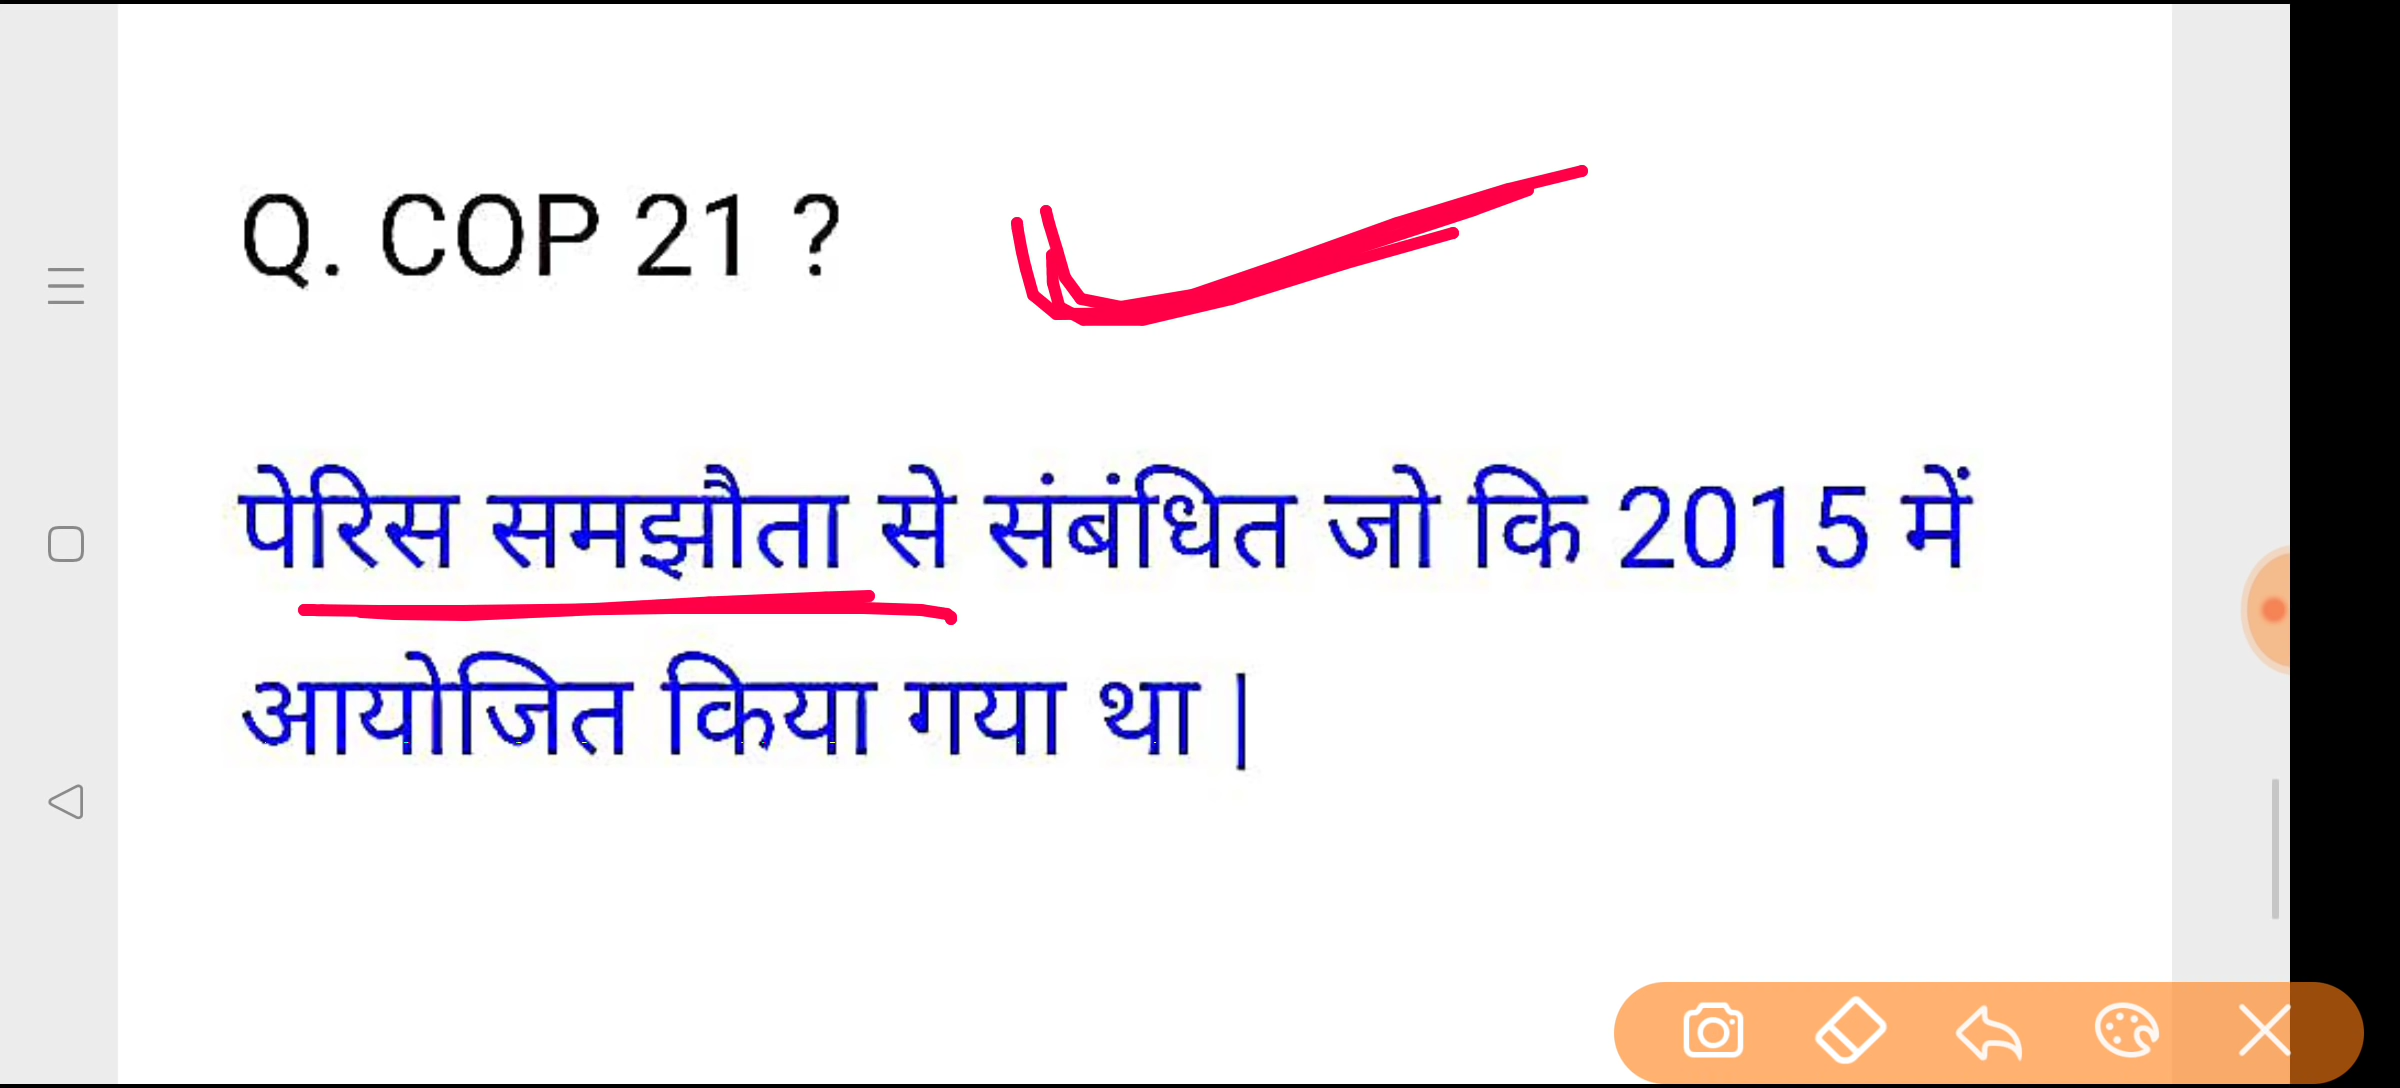 Q. COP 21 ?
पेरिस समझौता से संबंधित जो कि 2015 में
आयोजित किया गया था |